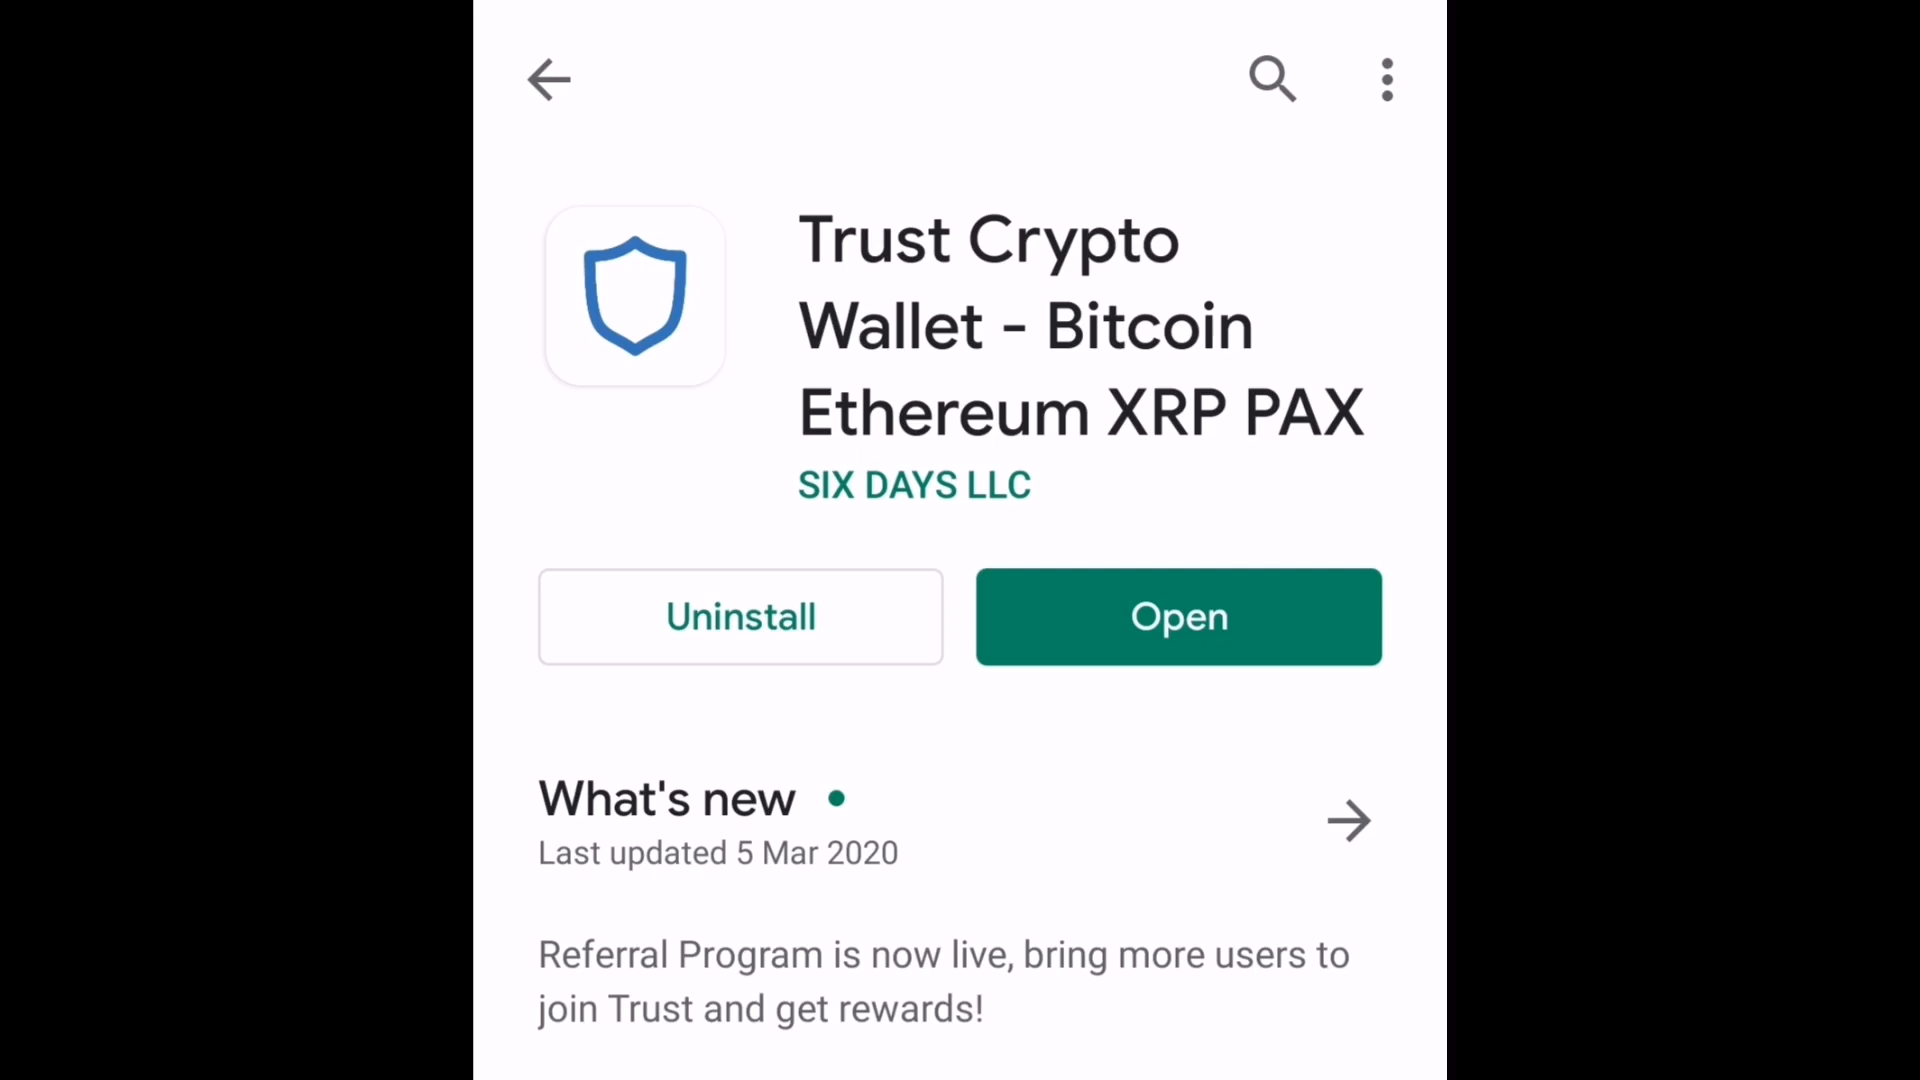 Trust Crypto
Wallet - Bitcoin
Ethereum XRP PAX
SIX DAYS LLC
Uninstall
Open
What's new
Last updated 5 Mar 2020
Referral Program is now live, bring more users to
join Trust and get rewards!